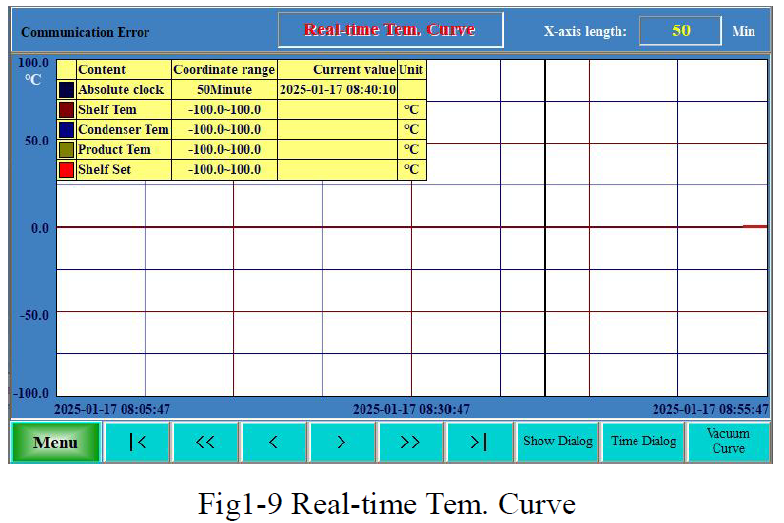 Communication Error
Real-time Tem. Curve
X-axis length: 50 Min
100.0
°C
50.0
0.0
-50.0
-100.0
Content Coordinate range Current value Unit
Absolute clock 50Minute 2025-01-17 08:40:10
Shelf Tem -100.0~100.0 °C
Condenser Tem -100.0~100.0 °C
Product Tem -100.0~100.0 °C
Shelf Set -100.0~100.0 °C
2025-01-17 08:05:47 2025-01-17 08:30:47 2025-01-17 08:55:47
Menu |< << < > >> >| Show Dialog Time Dialog Vacuum
Curve
Fig1-9 Real-time Tem. Curve